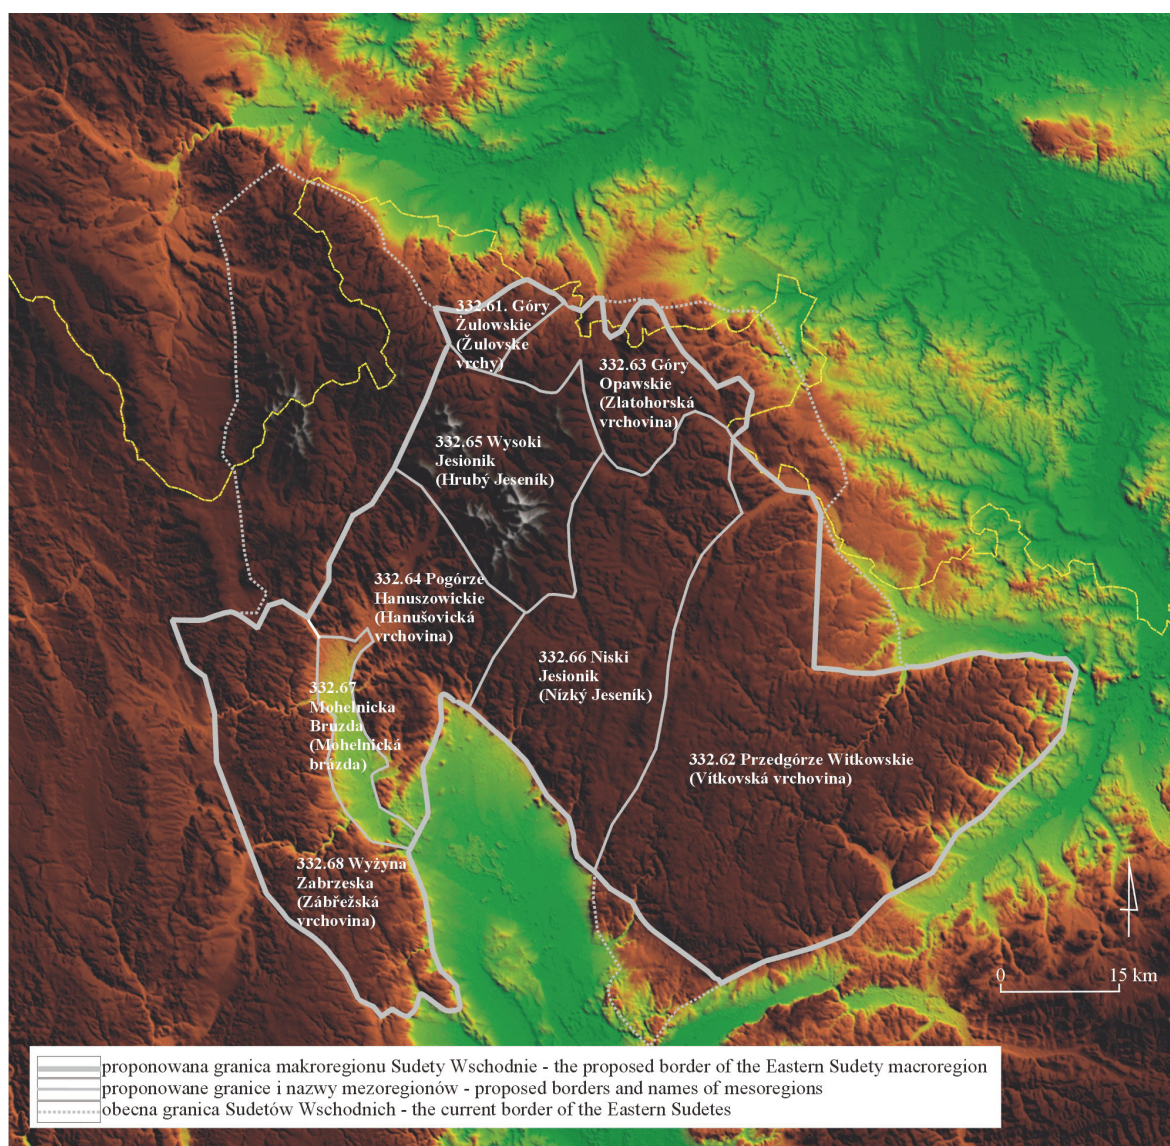 332.61. Góry
Żulowskie
(Žulovske
vrchy)
332.63 Góry
Opawskie
(Zlatohorská
vrchovina)
332.65 Wysoki
Jesionik
(Hrubý Jeseník)
332.64 Pogórze
Hanuszowickie
(Hanušovická
vrchovina)
332.66 Niski
Jesionik
(Nízký Jeseník)
332.67
Mohelnicka
Bruzda
(Mohelnická
brázda)
332.62 Przedgórze Witkowskie
(Vítkovská vrchovina)
332.68 Wyżyna
Zabrzeska
(Zábřežská
vrchovina)
0 15 km
proponowana granica makroregionu Sudety Wschodnie - the proposed border of the Eastern Sudety macroregion
proponowane granice i nazwy mezoregionów - proposed borders and names of mesoregions
obecna granica Sudetów Wschodnich - the current border of the Eastern Sudetes